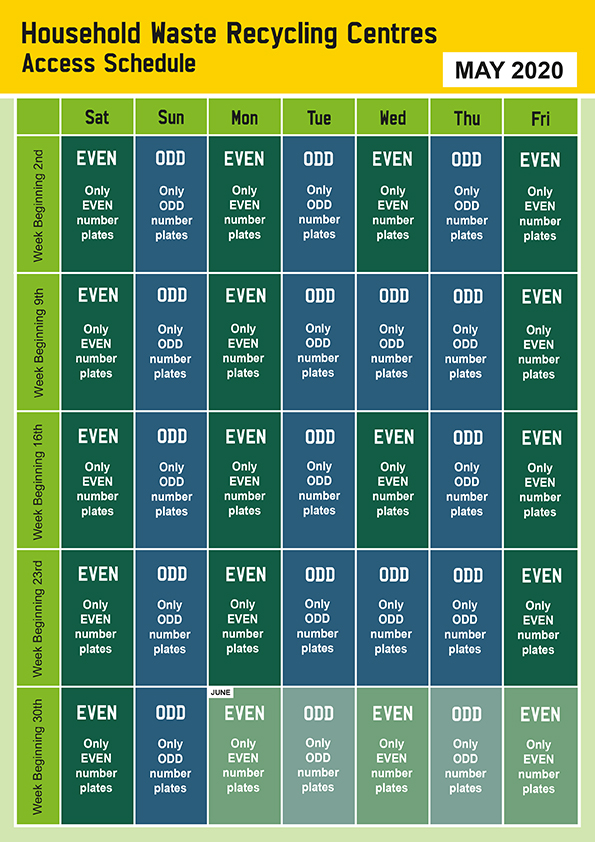 Household Waste Recycling Centres
Access Schedule
MAY 2020
Sat Sun Mon Tue Wed Thu Fri
Week Beginning 2nd
EVEN ODD EVEN ODD EVEN ODD EVEN
Only Only Only Only Only Only Only
EVEN ODD EVEN ODD EVEN ODD EVEN
number number number number number number number
plates plates plates plates plates plates plates
Week Beginning 9th
EVEN ODD EVEN ODD ODD ODD EVEN
Only Only Only Only Only Only Only
EVEN ODD EVEN ODD ODD ODD EVEN
number number number number number number number
plates plates plates plates plates plates plates
Week Beginning 16th
EVEN ODD EVEN ODD EVEN ODD EVEN
Only Only Only Only Only Only Only
EVEN ODD EVEN ODD EVEN ODD EVEN
number number number number number number number
plates plates plates plates plates plates plates
Week Beginning 23rd
EVEN ODD EVEN ODD ODD ODD EVEN
Only Only Only Only Only Only Only
EVEN ODD EVEN ODD ODD ODD EVEN
number number number number number number number
plates plates plates plates plates plates plates
Week Beginning 30th
JUNE
EVEN ODD EVEN ODD EVEN ODD EVEN
Only Only Only Only Only Only Only
EVEN ODD EVEN ODD EVEN ODD EVEN
number number number number number number number
plates plates plates plates plates plates plates